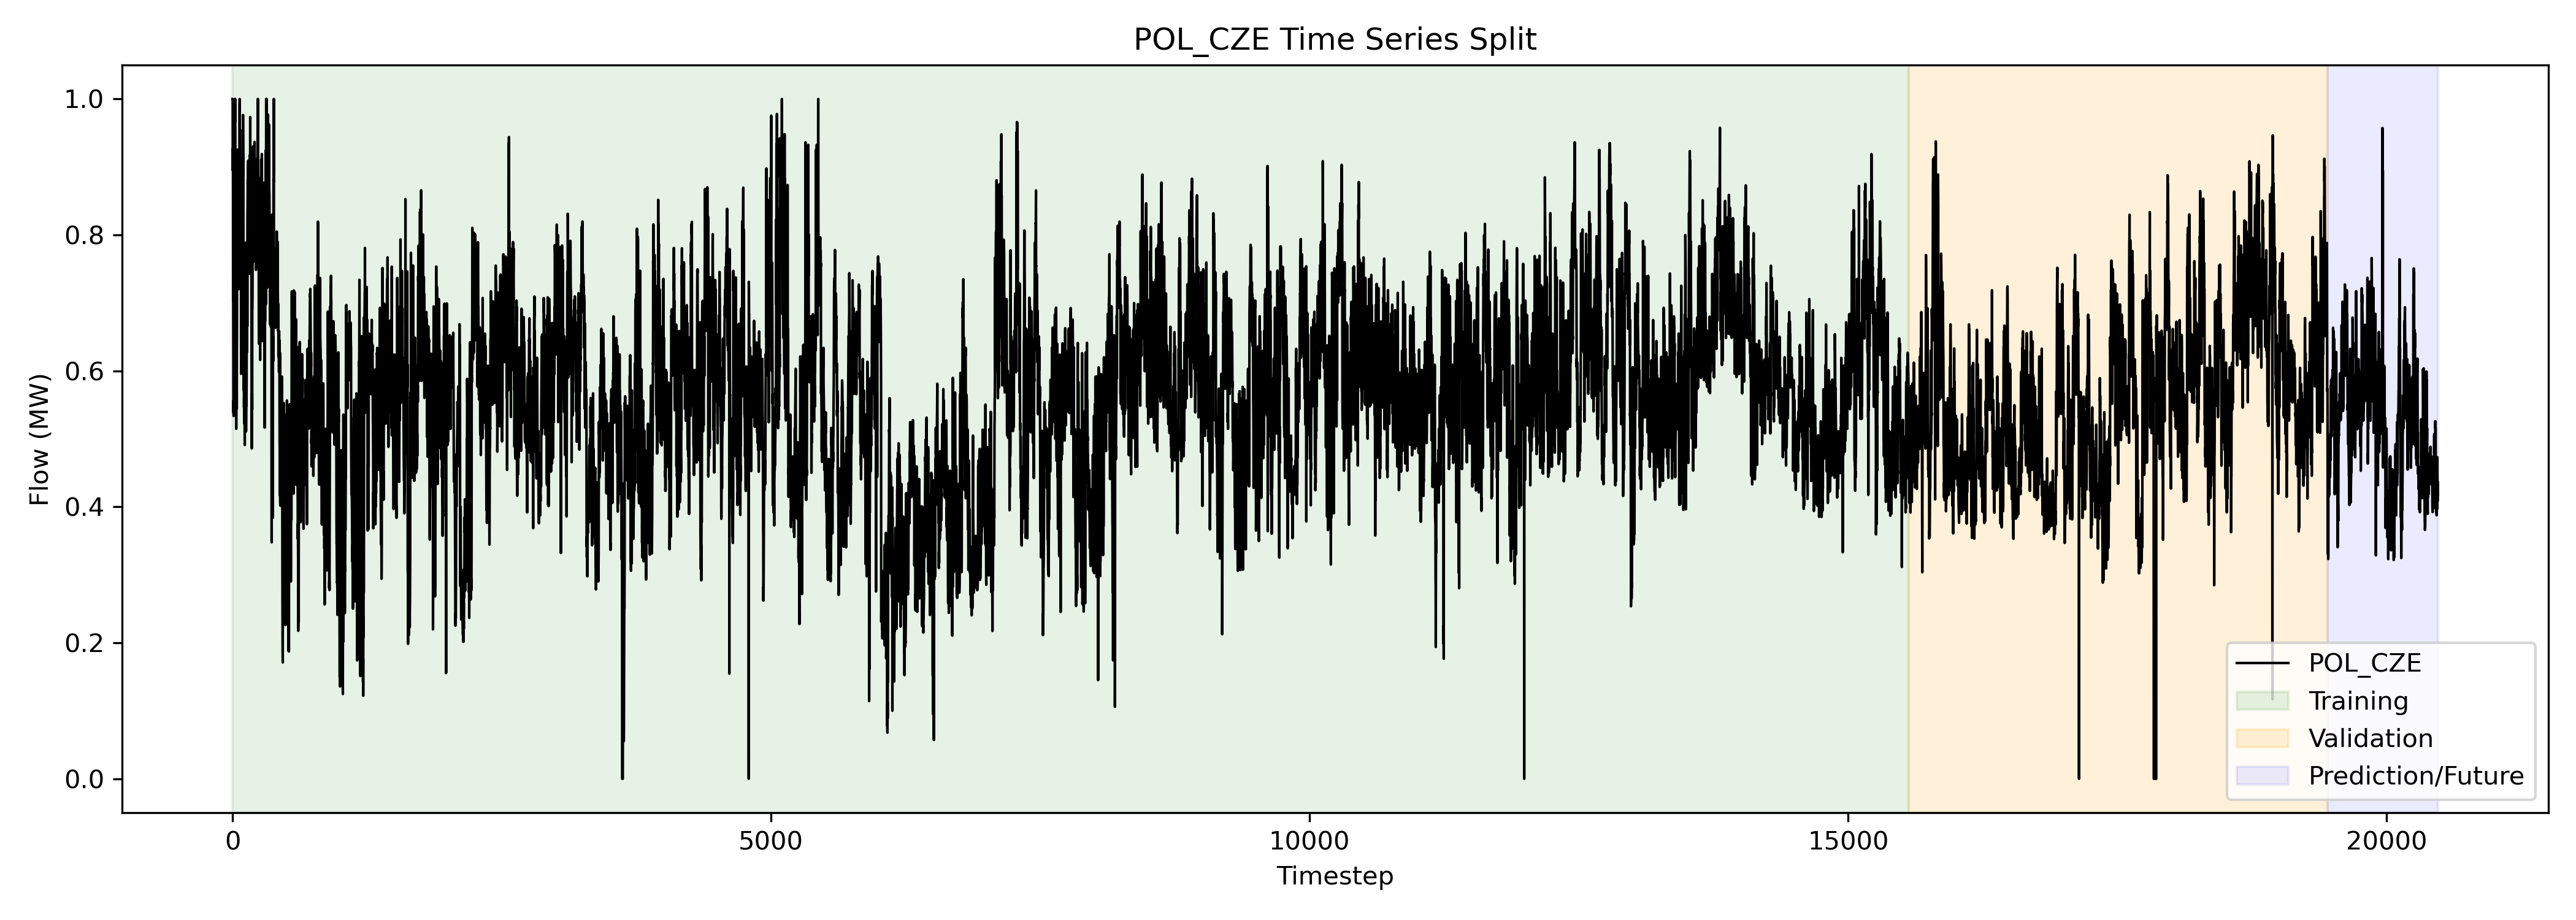 POL_CZE Time Series Split
Flow (MW)
1.0
0.8
0.6
0.4
0.2
0.0
0
5000
10000
15000
20000
Timestep
POL_CZE
Training
Validation
Prediction/Future